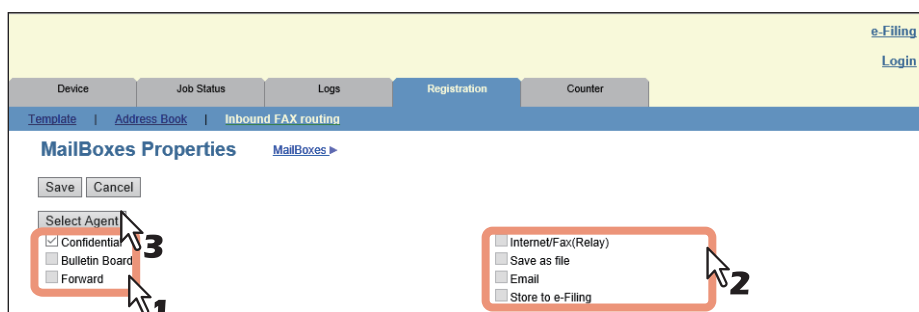 e-Filing
Login
Device Job Status Logs Registration Counter
Template | Address Book | Inbound FAX routing
MailBoxes Properties MailBoxes ▶
Save Cancel
Select Agent
3
Confidential
Bulletin Board
Forward
1
Internet/Fax(Relay)
Save as file
Email
Store to e-Filing
2